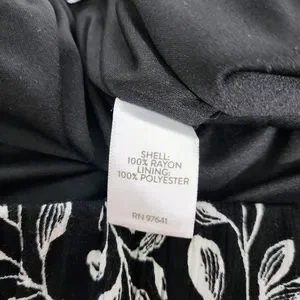 SHELL:
100% RAYON
LINING:
100% POLYESTER
RN 97641